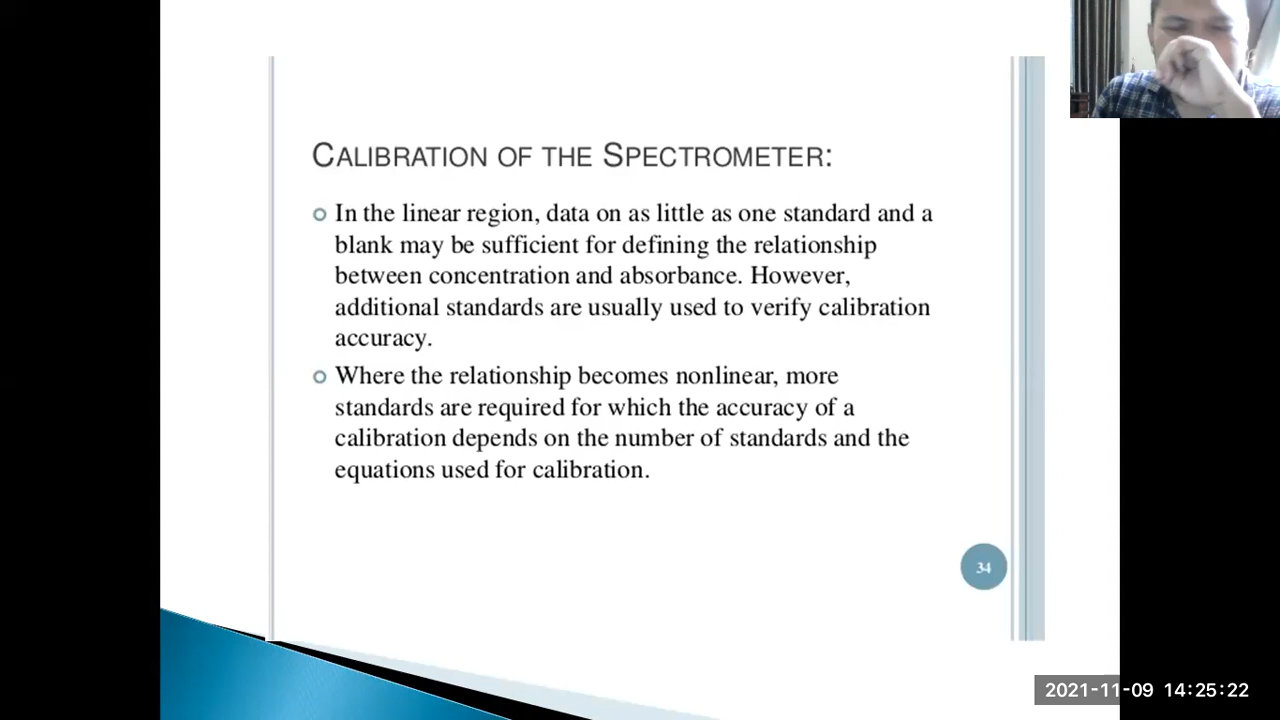 CALIBRATION OF THE SPECTROMETER:
In the linear region, data on as little as one standard and a
blank may be sufficient for defining the relationship
between concentration and absorbance. However,
additional standards are usually used to verify calibration
accuracy.
Where the relationship becomes nonlinear, more
standards are required for which the accuracy of a
calibration depends on the number of standards and the
equations used for calibration.
34
2021-11-09 14:25:22